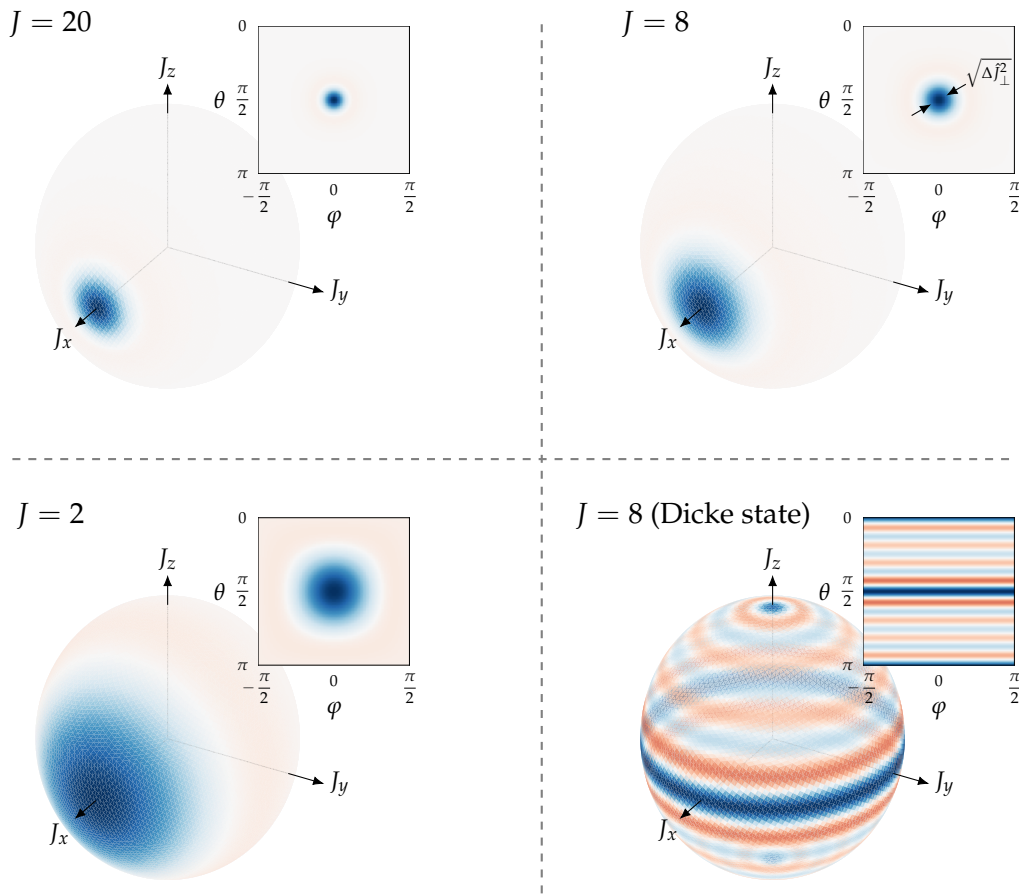 J = 20
J_z
J_y
J_x
0
θ π/2
π
−π/2 0 π/2
φ
J = 8
J_z
J_y
J_x
0
θ π/2
π
−π/2 0 π/2
φ
√ΔĴ²_⊥
J = 2
J_z
J_y
J_x
0
θ π/2
π
−π/2 0 π/2
φ
J = 8 (Dicke state)
J_z
J_y
J_x
0
θ π/2
π
−π/2 0 π/2
φ